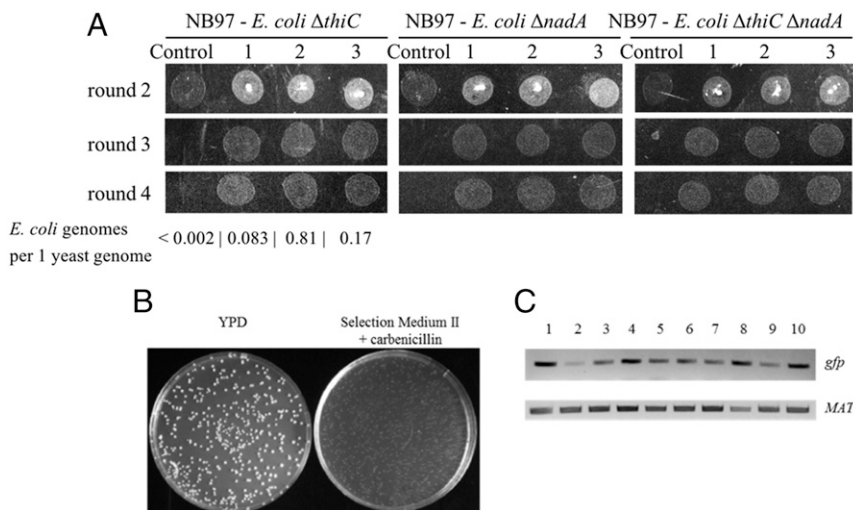 A
NB97 - E. coli ΔthiC NB97 - E. coli ΔnadA NB97 - E. coli ΔthiC ΔnadA
Control 1 2 3 Control 1 2 3 Control 1 2 3
round 2
round 3
round 4
E. coli genomes
per 1 yeast genome
< 0.002 | 0.083 | 0.81 | 0.17
B
YPD
Selection Medium II
+ carbenicillin
C
1 2 3 4 5 6 7 8 9 10
gfp
MAT